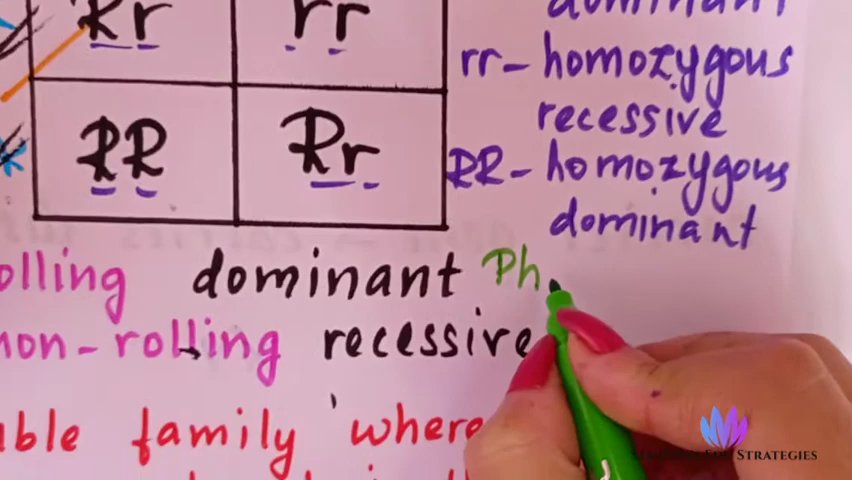 Rr rr
dominant
rr - homozygous
recessive
RR Rr
RR - homozygous
dominant
olling dominant Ph
non-rolling recessive
able family where
Strategies